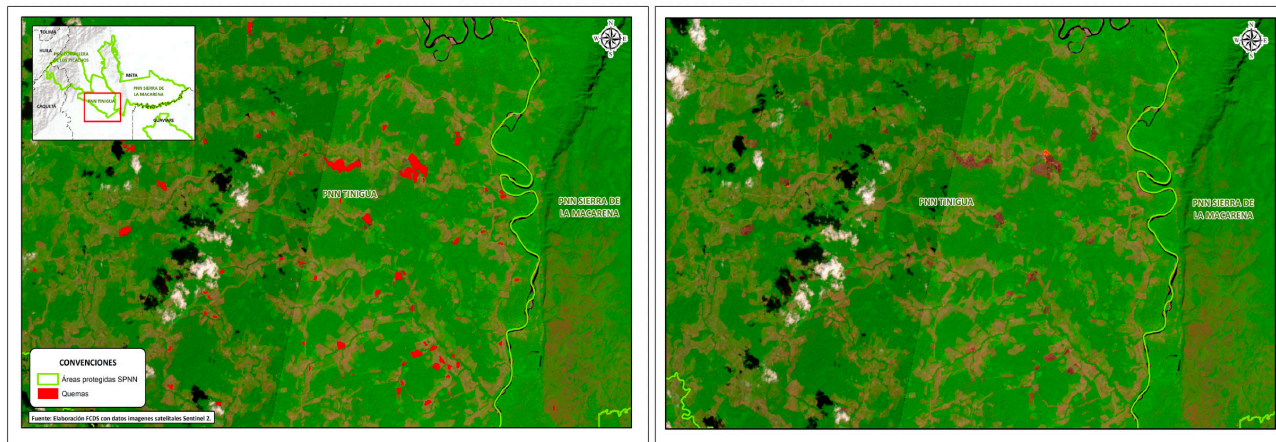 TOLIMA
HUILA
PNN CORDILLERA
DE LOS PICACHOS
META
PNN SIERRA DE
LA MACARENA
CAQUETÁ
PNN TINIGUA
GUAVIARE
N
W E
S
PNN TINIGUA
PNN SIERRA DE
LA MACARENA
CONVENCIONES
Áreas protegidas SPNN
Quemas
Fuente: Elaboración FCDS con datos imagenes satelitales Sentinel 2.
N
W E
S
PNN TINIGUA
PNN SIERRA DE
LA MACARENA